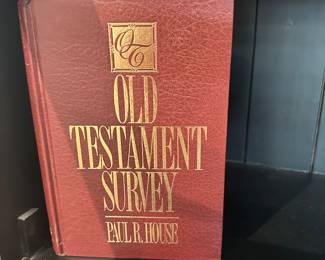 OT
OLD
TESTAMENT
SURVEY
PAUL R. HOUSE